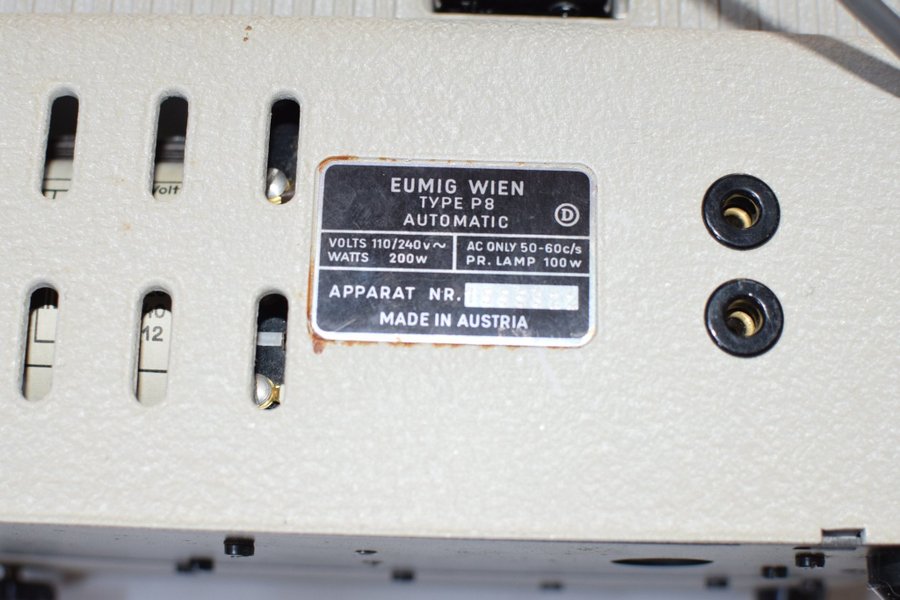 EUMIG WIEN
TYPE P8
AUTOMATIC
D
VOLTS 110/240v~
WATTS 200w
AC ONLY 50-60c/s
PR. LAMP 100w
APPARAT NR.
MADE IN AUSTRIA
Volt
12